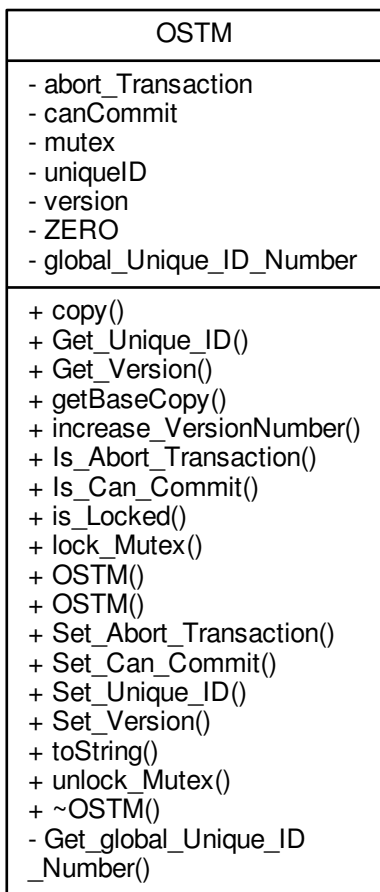 OSTM
- abort_Transaction
- canCommit
- mutex
- uniqueID
- version
- ZERO
- global_Unique_ID_Number
+ copy()
+ Get_Unique_ID()
+ Get_Version()
+ getBaseCopy()
+ increase_VersionNumber()
+ Is_Abort_Transaction()
+ Is_Can_Commit()
+ is_Locked()
+ lock_Mutex()
+ OSTM()
+ OSTM()
+ Set_Abort_Transaction()
+ Set_Can_Commit()
+ Set_Unique_ID()
+ Set_Version()
+ toString()
+ unlock_Mutex()
+ ~OSTM()
- Get_global_Unique_ID
_Number()